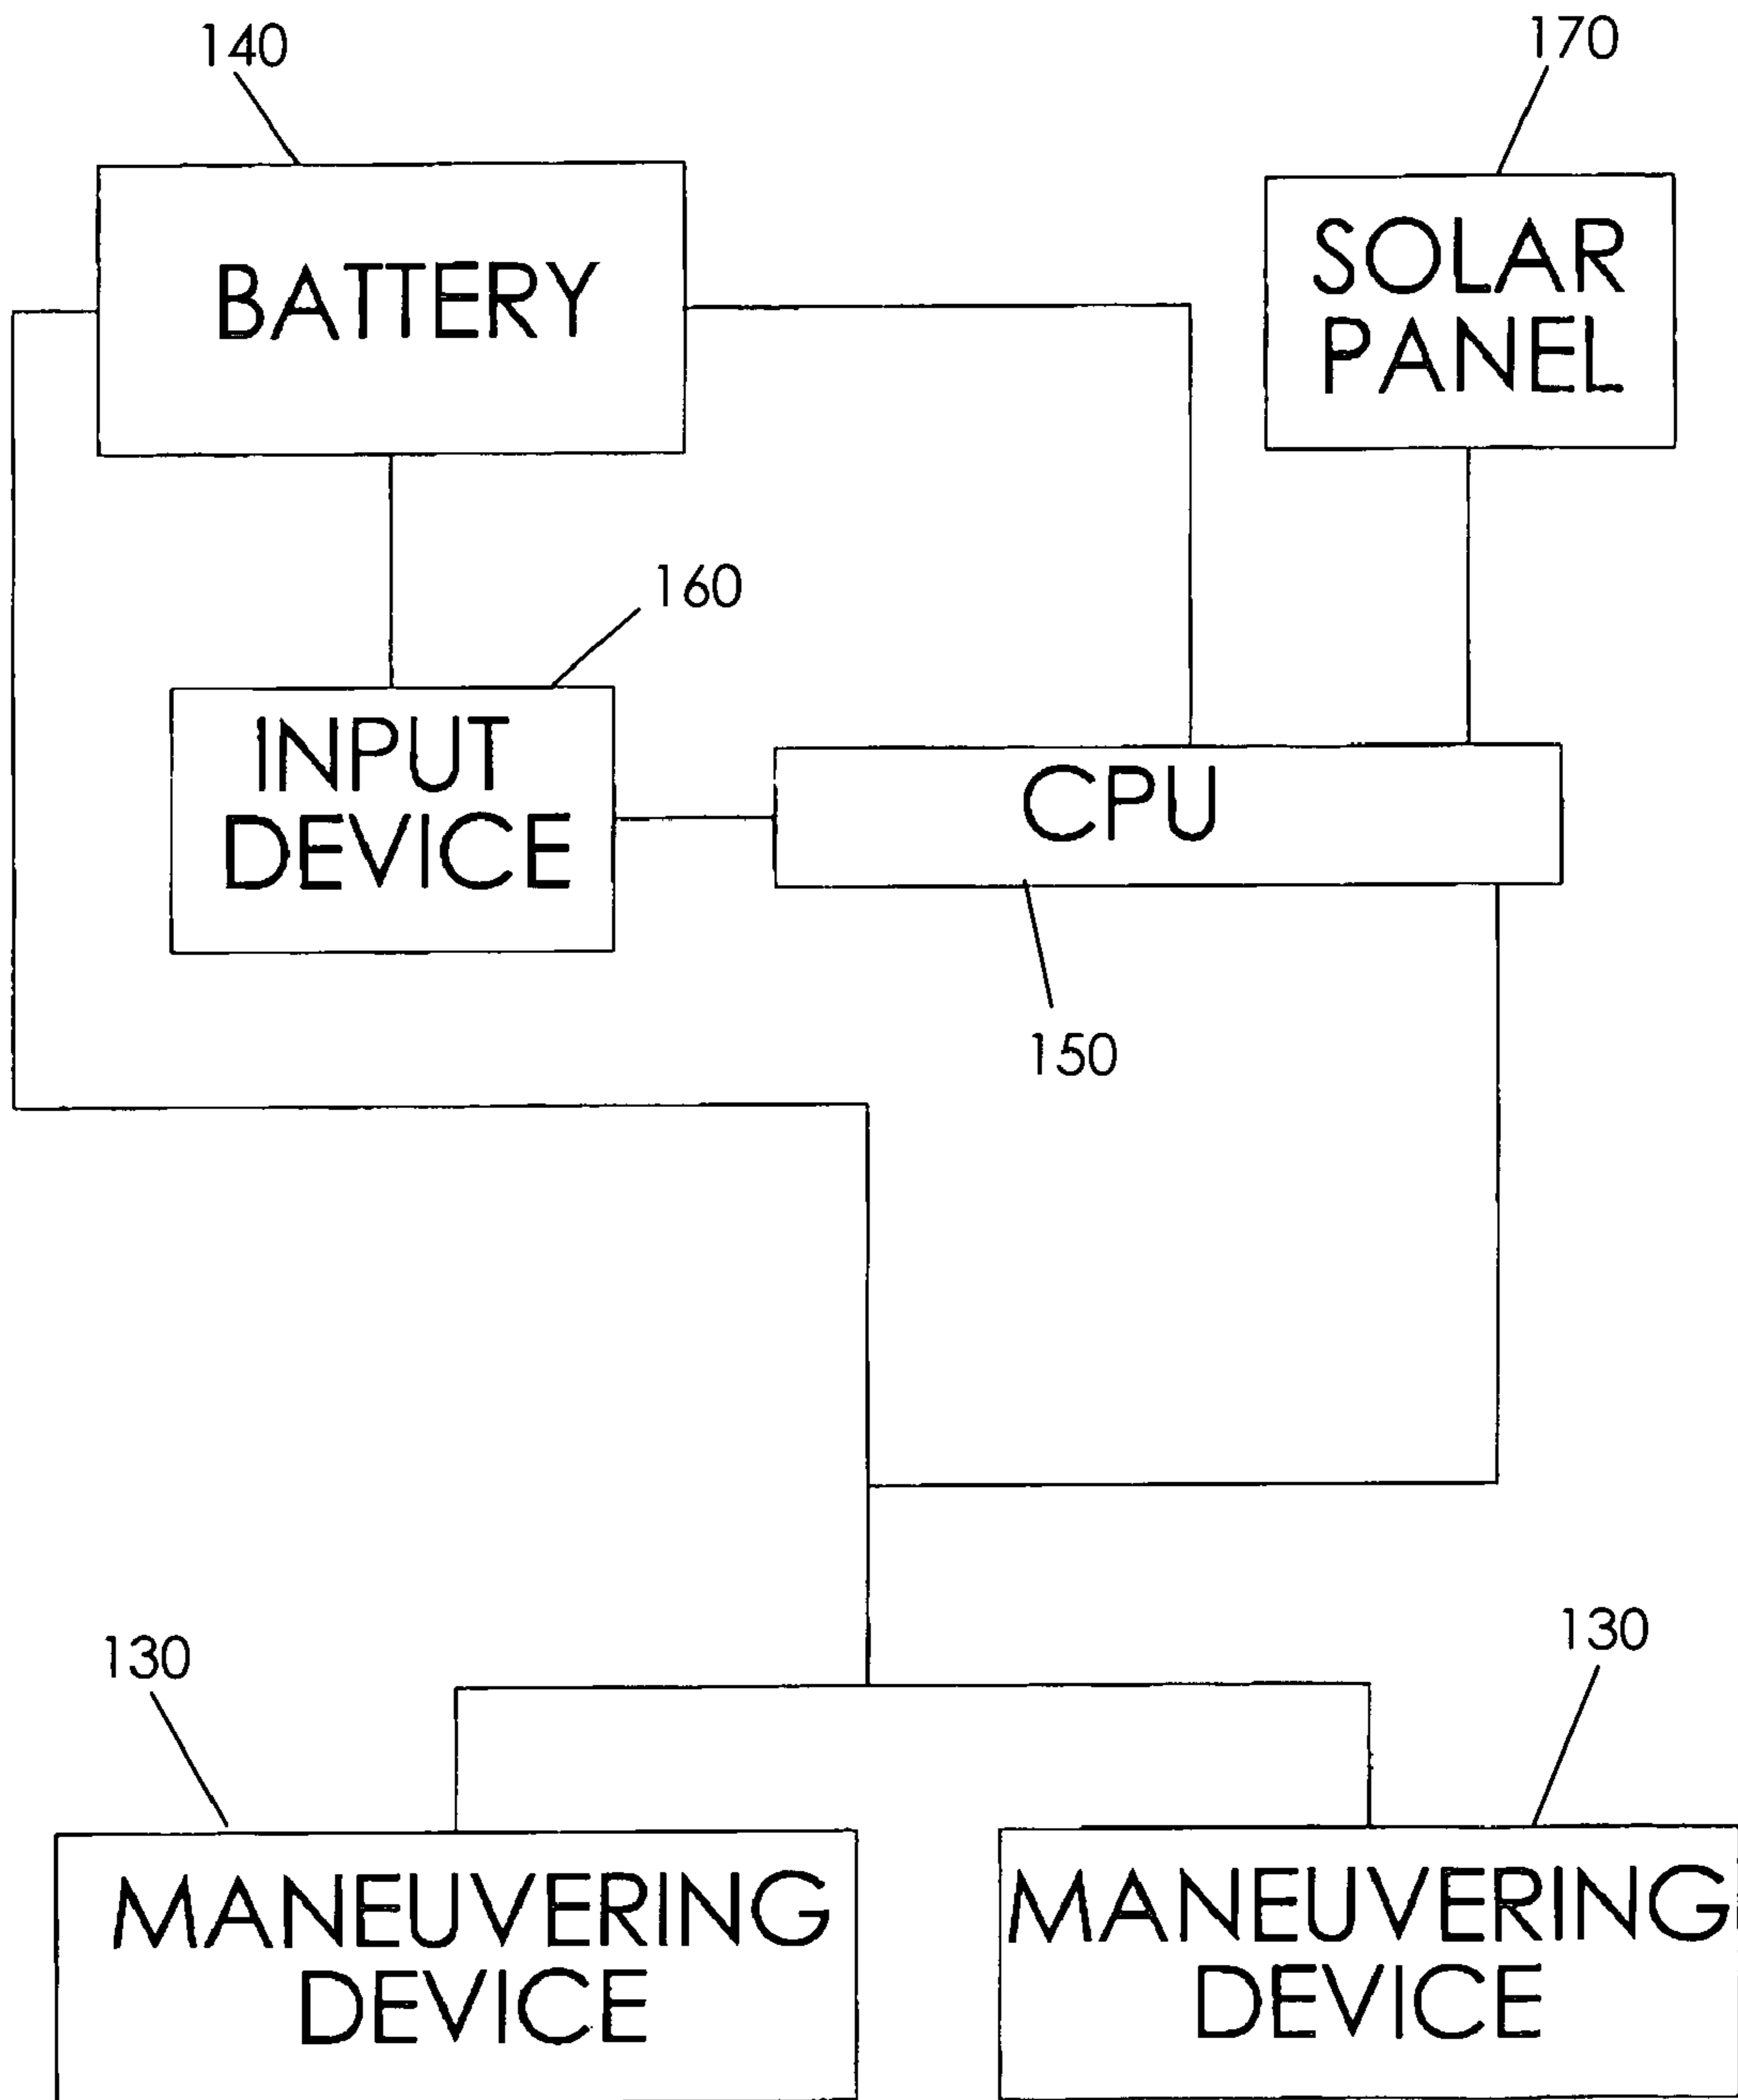 140
170
BATTERY
SOLAR
PANEL
160
INPUT
DEVICE
CPU
150
130
130
MANEUVERING
DEVICE
MANEUVERING
DEVICE